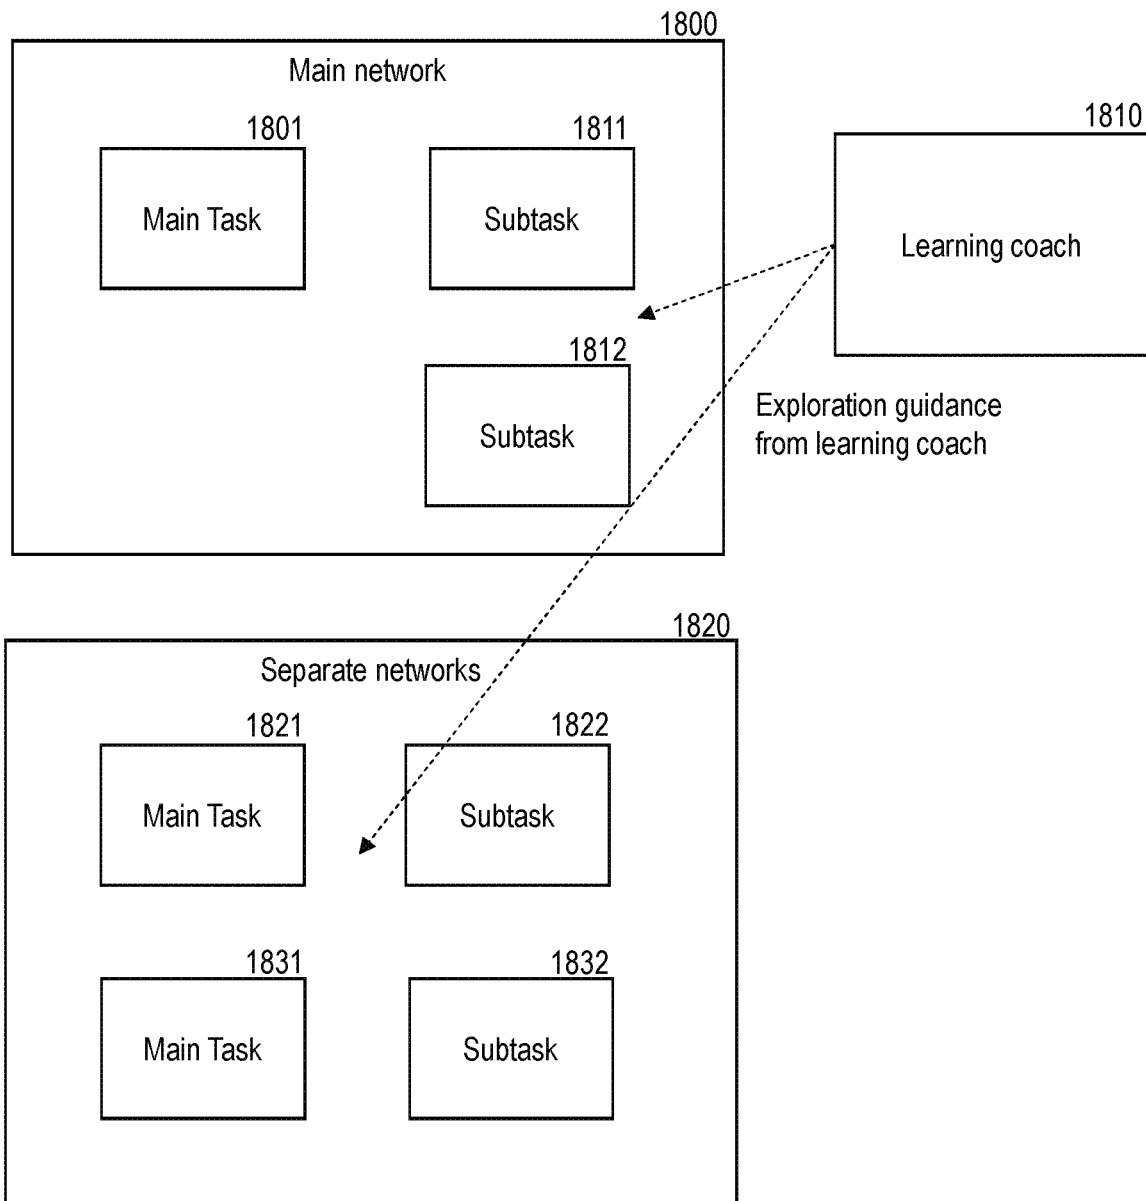 1800
Main network
1801
Main Task
1811
Subtask
1812
Subtask
1810
Learning coach
Exploration guidance
from learning coach
1820
Separate networks
1821
Main Task
1822
Subtask
1831
Main Task
1832
Subtask